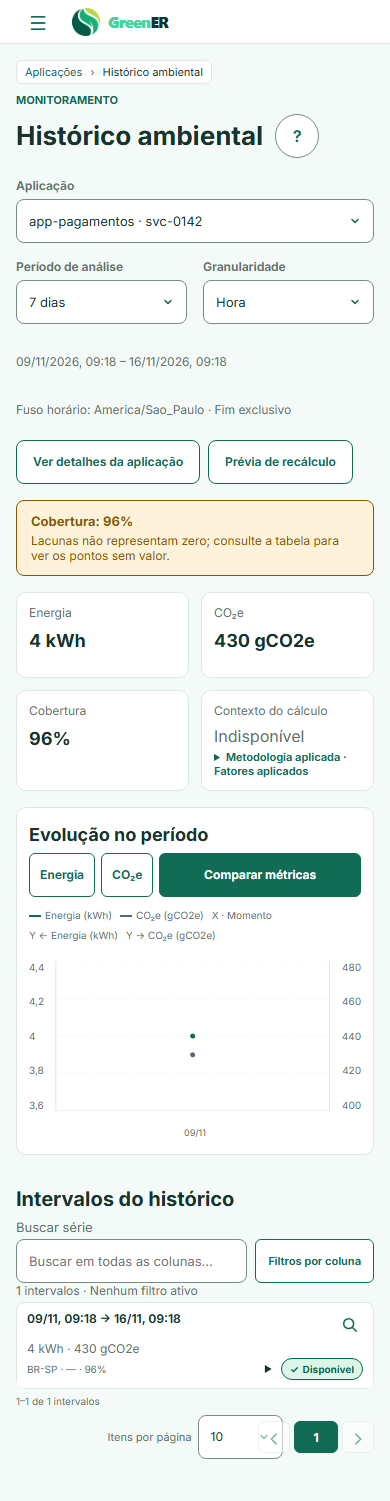 GreenER
Aplicações › Histórico ambiental
MONITORAMENTO
Histórico ambiental ?
Aplicação
app-pagamentos · svc-0142
Período de análise Granularidade
7 dias Hora
09/11/2026, 09:18 – 16/11/2026, 09:18
Fuso horário: America/Sao_Paulo · Fim exclusivo
Ver detalhes da aplicação Prévia de recálculo
Cobertura: 96%
Lacunas não representam zero; consulte a tabela para
ver os pontos sem valor.
Energia CO₂e
4 kWh 430 gCO2e
Cobertura Contexto do cálculo
96% Indisponível
Metodologia aplicada ·
Fatores aplicados
Evolução no período
Energia CO₂e Comparar métricas
Energia (kWh) CO₂e (gCO2e) X · Momento
Y ← Energia (kWh) Y → CO₂e (gCO2e)
4,4 480
4,2 460
4 440
3,8 420
3,6 400
09/11
Intervalos do histórico
Buscar série
Buscar em todas as colunas... Filtros por coluna
1 intervalos · Nenhum filtro ativo
09/11, 09:18 → 16/11, 09:18
4 kWh · 430 gCO2e
BR-SP · — · 96% ✓ Disponível
1–1 de 1 intervalos
Itens por página 10 1